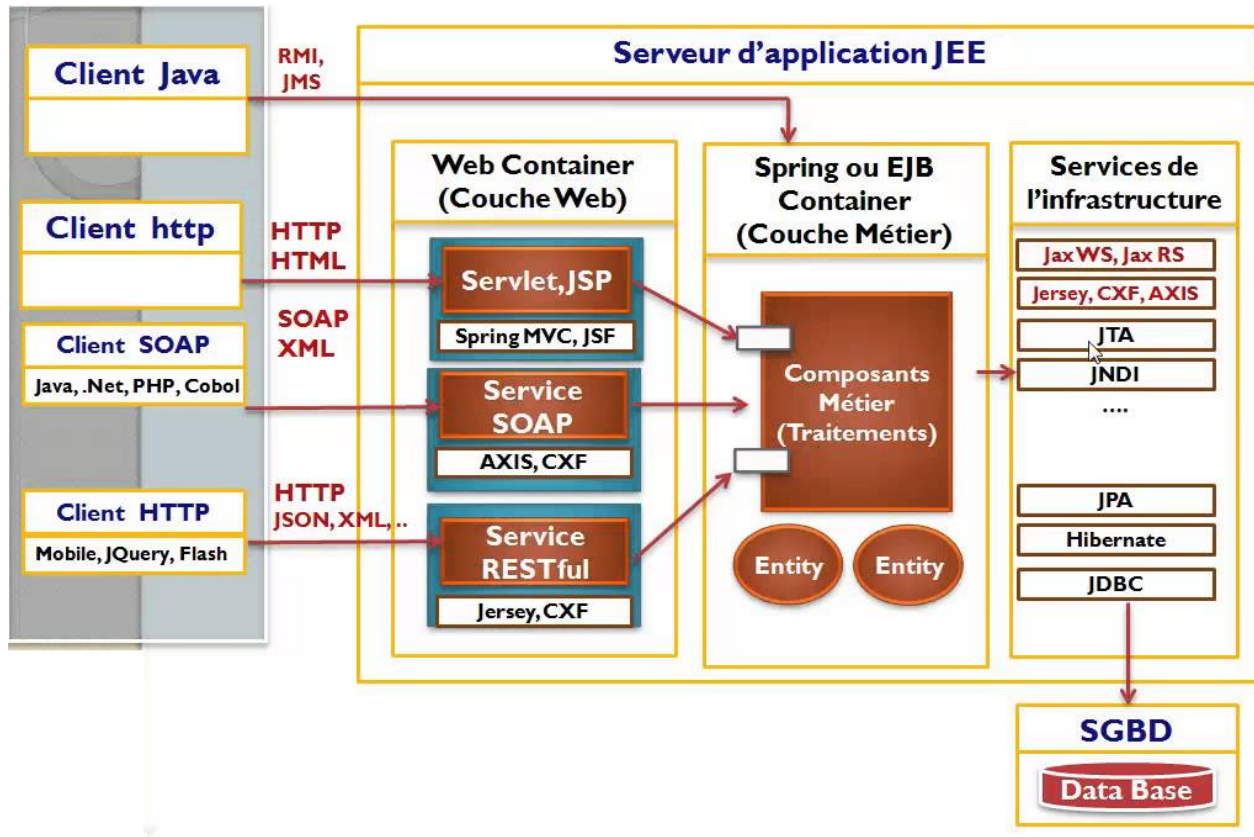 Client Java
RMI,
JMS
Serveur d'application JEE
Client http
HTTP
HTML
Client SOAP
Java, .Net, PHP, Cobol
SOAP
XML
Client HTTP
Mobile, JQuery, Flash
HTTP
JSON, XML, ..
Web Container
(Couche Web)
Servlet, JSP
Spring MVC, JSF
Service
SOAP
AXIS, CXF
Service
RESTful
Jersey, CXF
Spring ou EJB
Container
(Couche Métier)
Composants
Métier
(Traitements)
Entity
Entity
Services de
l'infrastructure
Jax WS, Jax RS
Jersey, CXF, AXIS
JTA
JNDI
....
JPA
Hibernate
JDBC
SGBD
Data Base